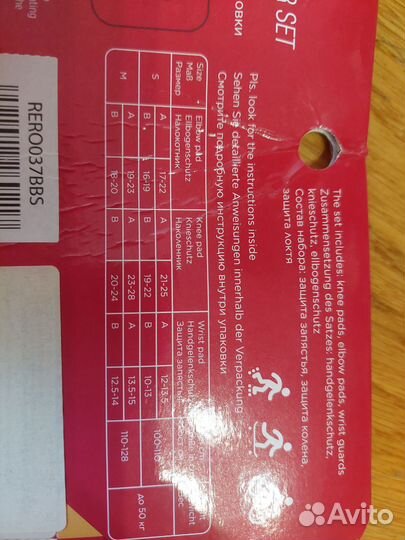 SET
овки
The set includes: knee pads, elbow pads, wrist guards
Zusammensetzung des Satzes: handgelenkschutz,
knieschutz, ellbogenschutz
Состав набора: защита запястья, защита колена,
защита локтя
Pls. look for the instructions inside
Sehen Sie detaillierte Anweisungen innerhalb der Verpackung
Смотрите подробную инструкцию внутри упаковки
Size Elbow pad Knee pad Wrist pad
Maß Ellbogenschutz Knieschutz Handgelenkschutz
Размер Налокотник Наколенник Защита запястья
S A 17-22 A 21-25 A 12-13.5
B 16-19 B 19-22 B 10-13
M A 19-23 A 23-28 A 13.5-15 110-128 до 50 кг
B 18-20 B 20-24 B 12.5-14
RERO037BBS
Avito